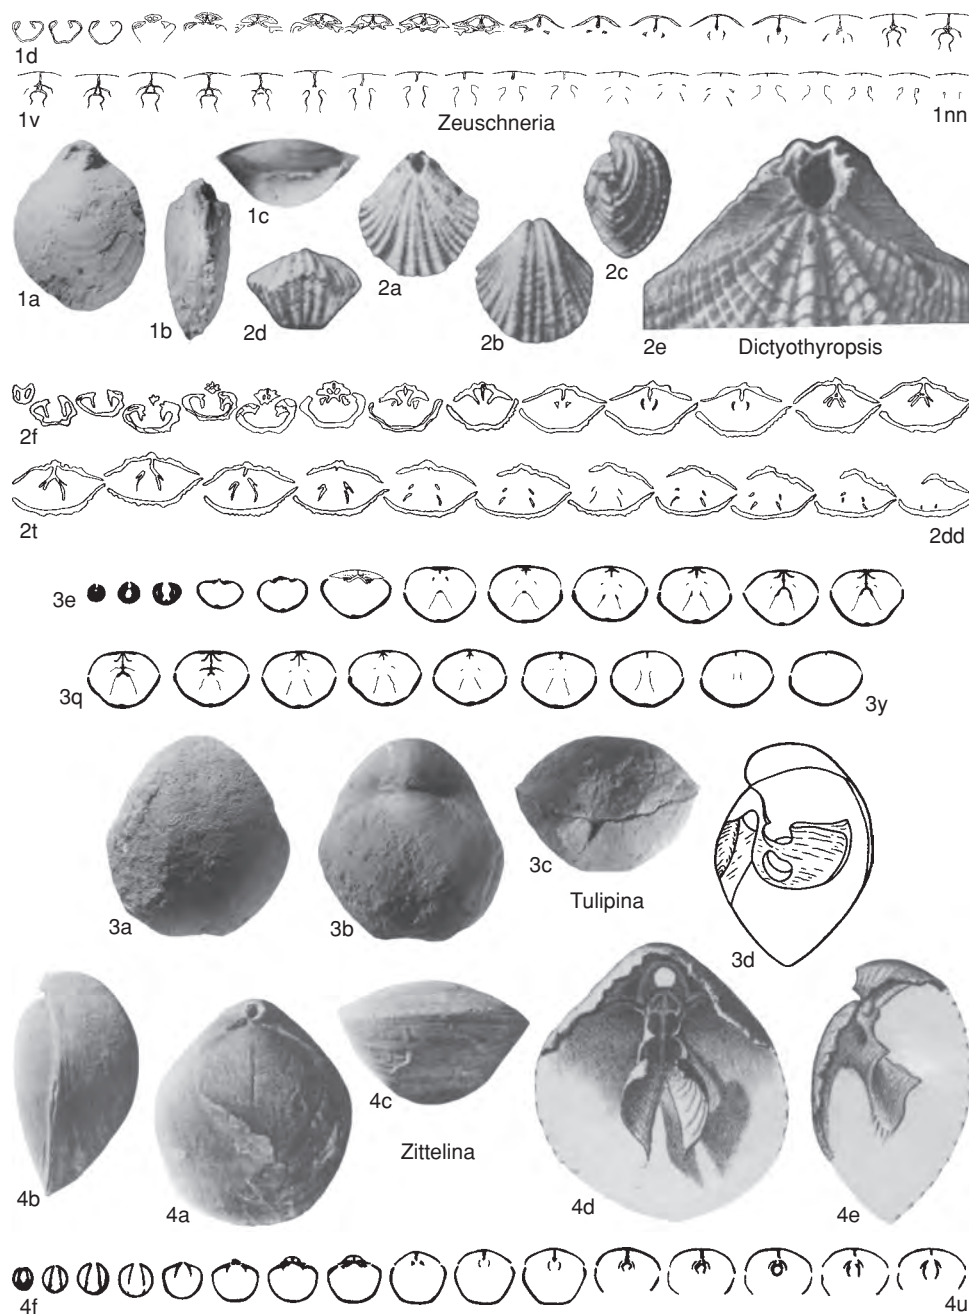 1d
1v Zeuschneria 1nn
1a 1b 1c 2d 2a 2b 2c 2e Dictyothyropsis
2f
2t 2dd
3e
3q 3y
3a 3b 3c Tulipina 3d
4b 4a 4c Zittelina 4d 4e
4f 4u